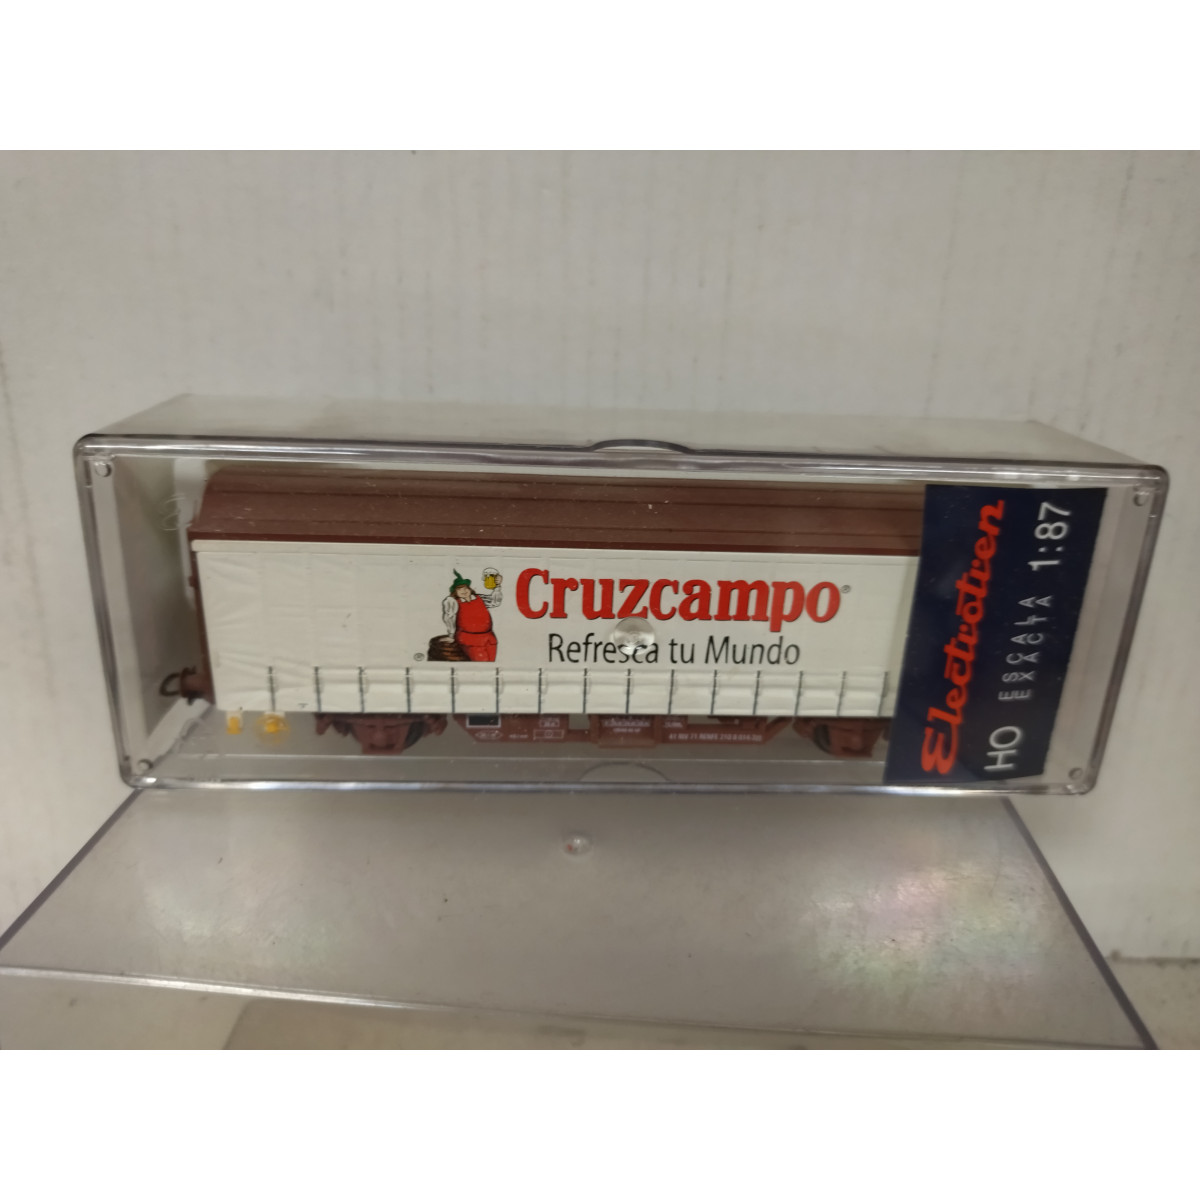 Cruzcampo®
Refresca tu Mundo
®
Electrotren
HO ESCALA EXACTA 1:87